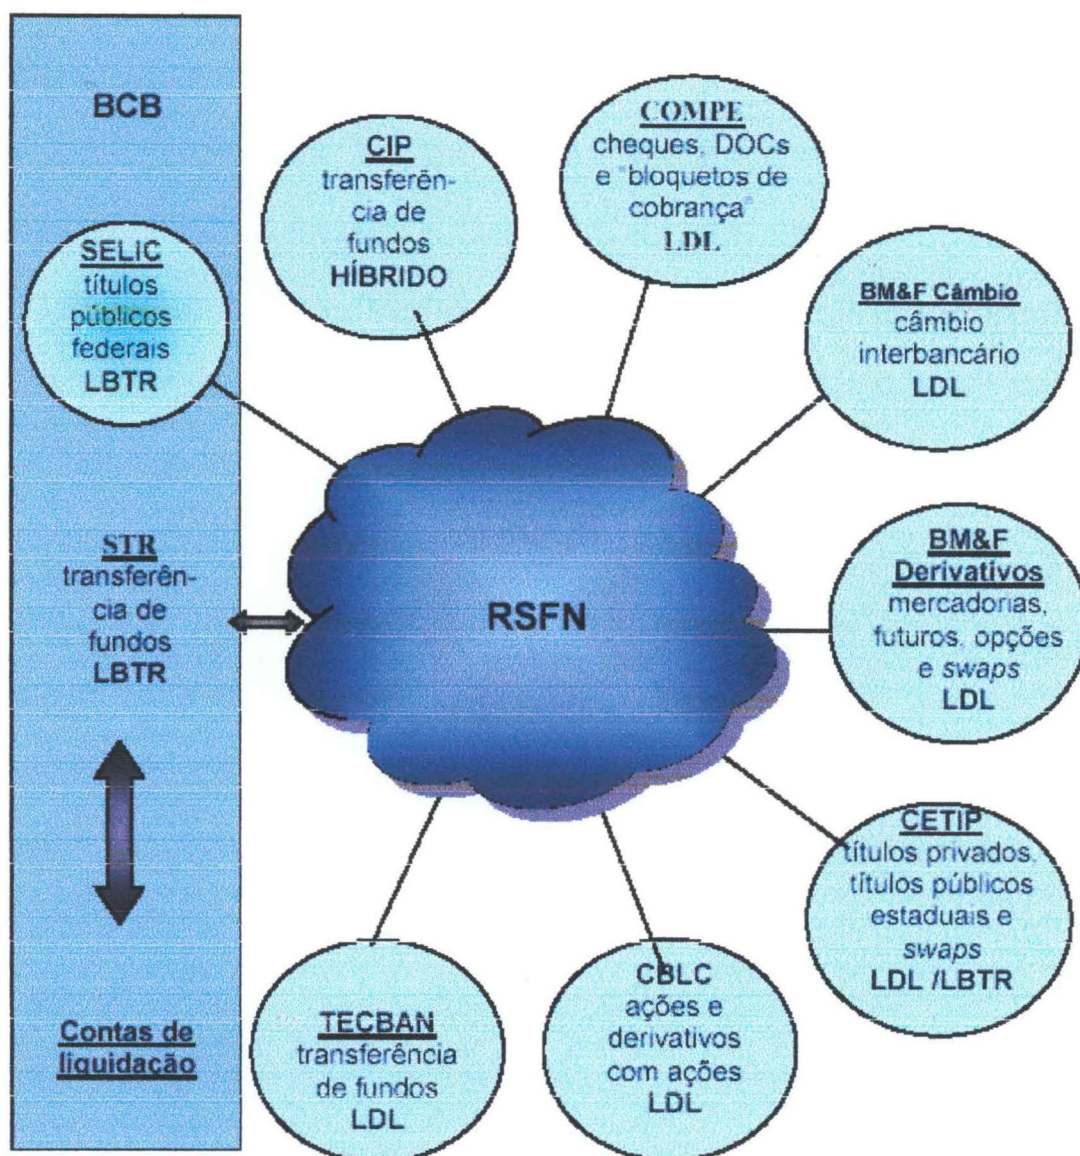 BCB
SELIC
títulos
públicos
federais
LBTR
STR
transferên-
cia de
fundos
LBTR
Contas de
liquidação
CIP
transferên-
cia de
fundos
HÍBRIDO
COMPE
cheques, DOCs
e "bloquetos de
cobrança"
LDL
BM&F Câmbio
câmbio
interbancário
LDL
BM&F
Derivativos
mercadorias,
futuros, opções
e swaps
LDL
RSFN
CETIP
títulos privados,
títulos públicos
estaduais e
swaps
LDL /LBTR
CBLC
ações e
derivativos
com ações
LDL
TECBAN
transferência
de fundos
LDL